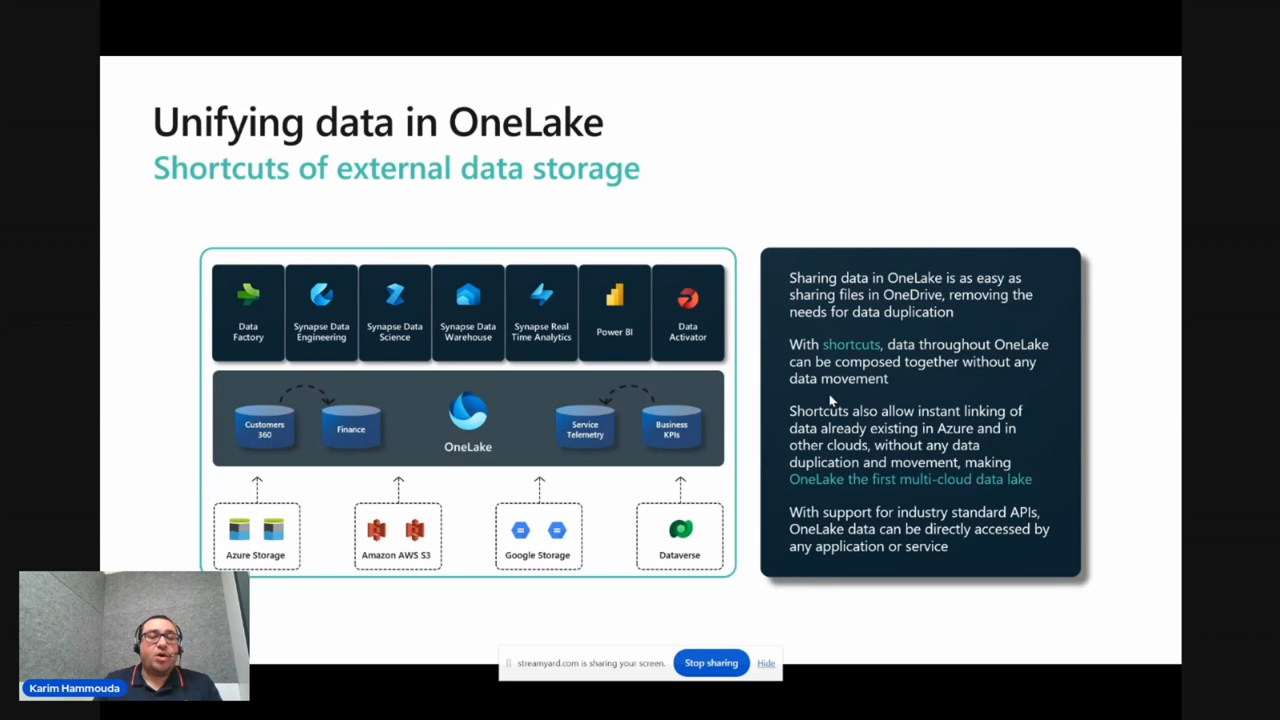 Unifying data in OneLake
Shortcuts of external data storage
Data
Factory
Synapse Data
Engineering
Synapse Data
Science
Synapse Data
Warehouse
Synapse Real
Time Analytics
Power BI
Data
Activator
Customers
360
Finance
OneLake
Service
Telemetry
Business
KPIs
Azure Storage
Amazon AWS S3
Google Storage
Dataverse
Sharing data in OneLake is as easy as
sharing files in OneDrive, removing the
needs for data duplication
With shortcuts, data throughout OneLake
can be composed together without any
data movement
Shortcuts also allow instant linking of
data already existing in Azure and in
other clouds, without any data
duplication and movement, making
OneLake the first multi-cloud data lake
With support for industry standard APIs,
OneLake data can be directly accessed by
any application or service
Karim Hammouda
streamyard.com is sharing your screen.
Stop sharing
Hide